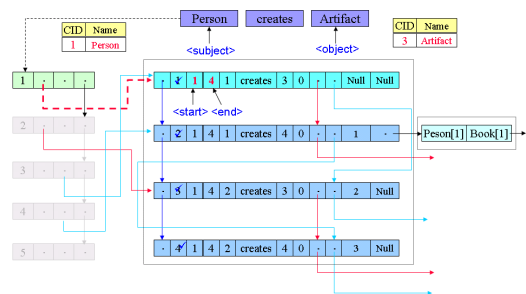 Person creates Artifact
CID Name
1 Person
CID Name
3 Artifact
<subject> <object>
1 · · ·
· 1 1 4 1 creates 3 0 · · Null Null
<start> <end>
2 · · ·
· 2 1 4 1 creates 4 0 · · 1 ·
Peson[1] Book[1]
3 · · ·
· 3 1 4 2 creates 3 0 · · 2 Null
4 · · ·
· 4 1 4 2 creates 4 0 · · 3 Null
5 · · ·